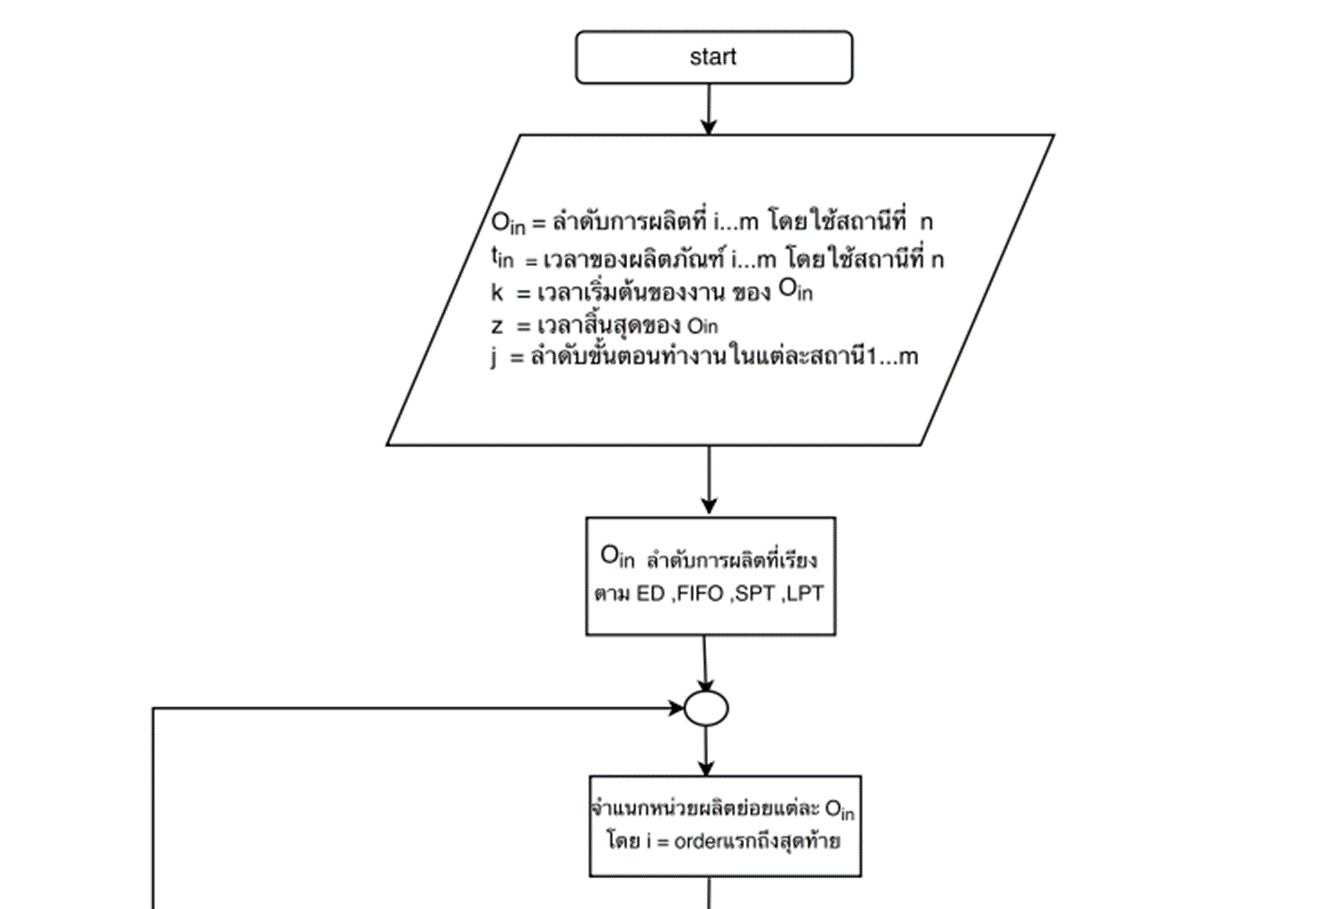 start
Oin = ลำดับการผลิตที่ i...m โดยใช้สถานีที่ n
tin = เวลาของผลิตภัณฑ์ i...m โดยใช้สถานีที่ n
k = เวลาเริ่มต้นของงาน ของ Oin
z = เวลาสิ้นสุดของ Oin
j = ลำดับขั้นตอนทำงานในแต่ละสถานี1...m
Oin ลำดับการผลิตที่เรียง
ตาม ED ,FIFO ,SPT ,LPT
จำแนกหน่วยผลิตย่อยแต่ละ Oin
โดย i = orderแรกถึงสุดท้าย